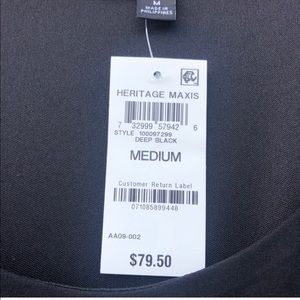 M
MADE IN
PHILIPPINES
HERITAGE MAXIS
7 32999 57942 6
STYLE 100097299
DEEP BLACK
MEDIUM
Customer Return Label
071085899448
AA09-002
$79.50